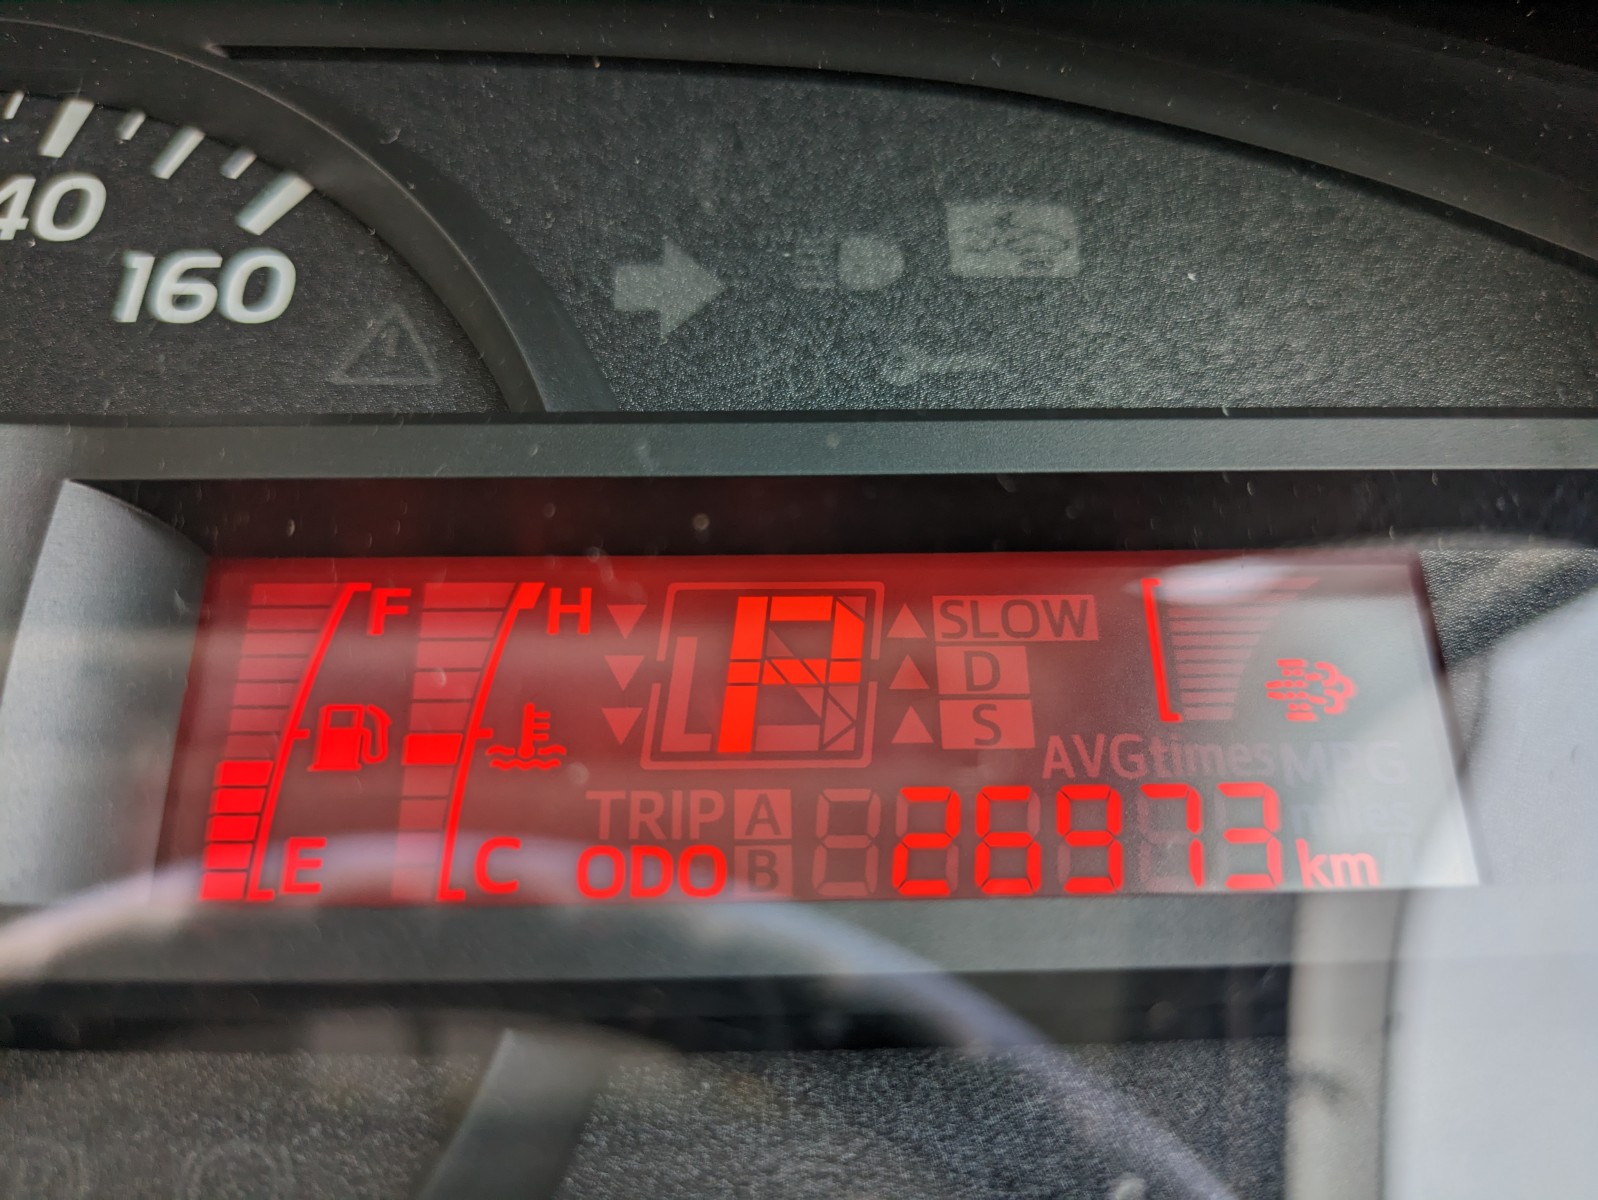 40
160
F H P SLOW
D
S
AVG times MPG
TRIP A
E C ODO B 26973 km